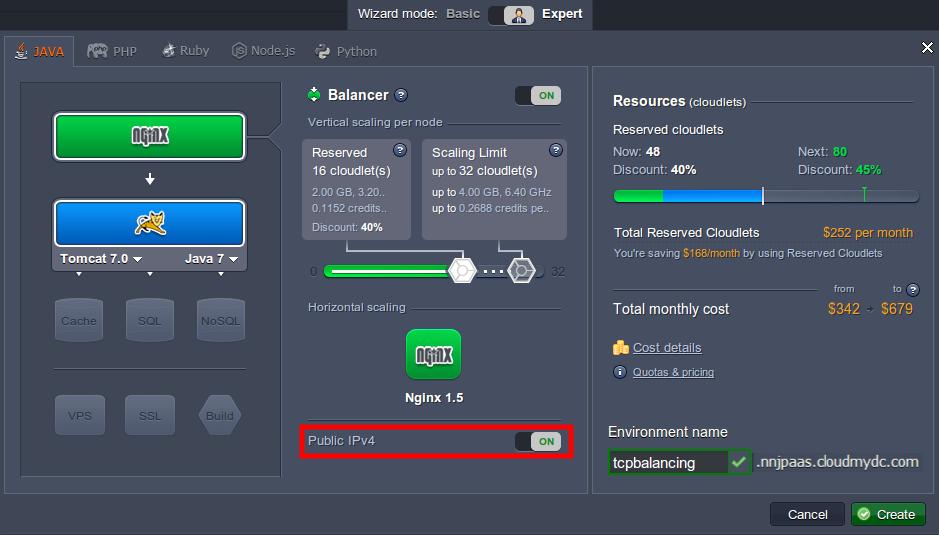 Wizard mode: Basic Expert
JAVA PHP Ruby Node.js Python
NGINX
Tomcat 7.0 Java 7
Cache SQL NoSQL
VPS SSL Build
Balancer ? ON
Vertical scaling per node
Reserved ?
16 cloudlet(s)
2.00 GB, 3.20..
0.1152 credits..
Discount: 40%
Scaling Limit ?
up to 32 cloudlet(s)
up to 4.00 GB, 6.40 GHz
up to 0.2688 credits pe..
0 32
Horizontal scaling
NGINX
Nginx 1.5
Public IPv4 ON
Resources (cloudlets)
Reserved cloudlets
Now: 48 Next: 80
Discount: 40% Discount: 45%
Total Reserved Cloudlets $252 per month
You're saving $168/month by using Reserved Cloudlets
from to ?
Total monthly cost $342 - $679
Cost details
Quotas & pricing
Environment name
tcpbalancing .nnjpaas.cloudmydc.com
Cancel Create